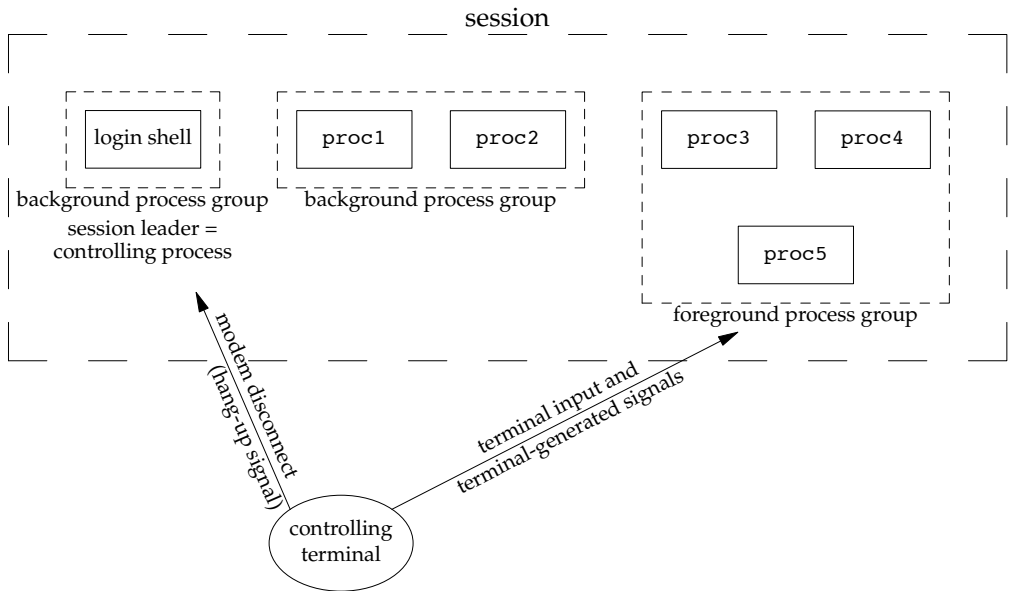 session
login shell
proc1
proc2
proc3
proc4
background process group
session leader =
controlling process
background process group
proc5
foreground process group
modem disconnect
(hang-up signal)
terminal input and
terminal-generated signals
controlling
terminal